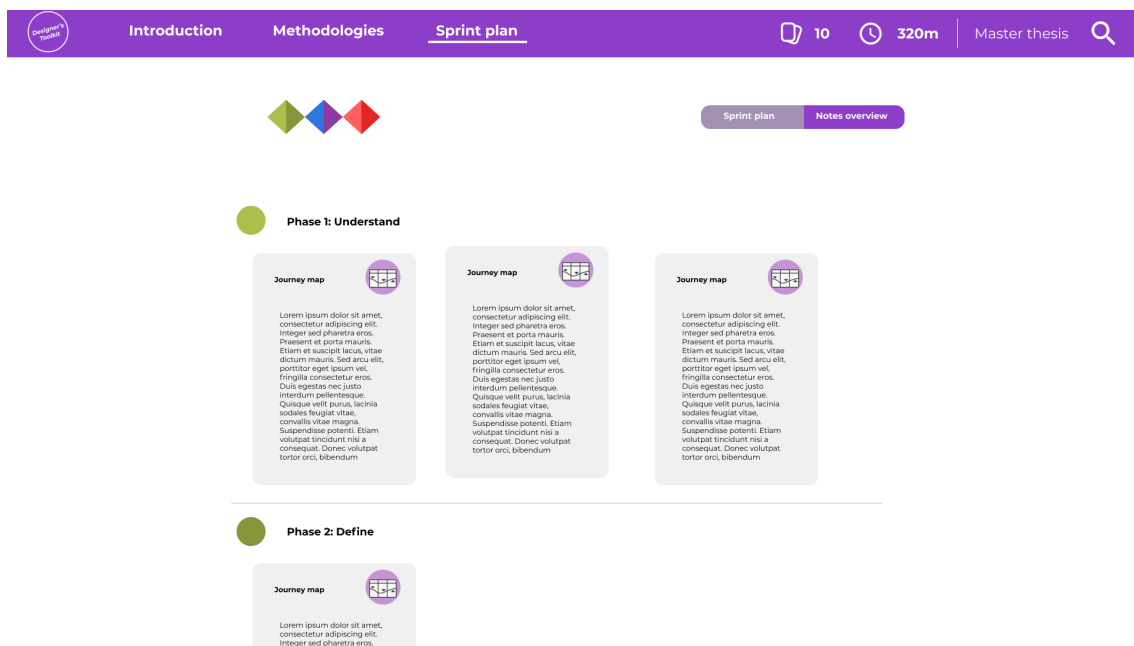 Designer's
Toolkit
Introduction
Methodologies
Sprint plan
10
320m
Master thesis
Sprint plan
Notes overview
Phase 1: Understand
Journey map
Lorem ipsum dolor sit amet,
consectetur adipiscing elit.
Integer sed pharetra eros.
Praesent et porta mauris.
Etiam et suscipit lacus, vitae
dictum mauris. Sed arcu elit,
porttitor eget ipsum vel,
fringilla consectetur eros.
Duis egestas nec justo
interdum pellentesque.
Quisque velit purus, lacinia
sodales feugiat vitae,
convallis vitae magna.
Suspendisse potenti. Etiam
volutpat tincidunt nisi a
consequat. Donec volutpat
tortor orci, bibendum
Journey map
Lorem ipsum dolor sit amet,
consectetur adipiscing elit.
Integer sed pharetra eros.
Praesent et porta mauris.
Etiam et suscipit lacus, vitae
dictum mauris. Sed arcu elit,
porttitor eget ipsum vel,
fringilla consectetur eros.
Duis egestas nec justo
interdum pellentesque.
Quisque velit purus, lacinia
sodales feugiat vitae,
convallis vitae magna.
Suspendisse potenti. Etiam
volutpat tincidunt nisi a
consequat. Donec volutpat
tortor orci, bibendum
Journey map
Lorem ipsum dolor sit amet,
consectetur adipiscing elit.
Integer sed pharetra eros.
Praesent et porta mauris.
Etiam et suscipit lacus, vitae
dictum mauris. Sed arcu elit,
porttitor eget ipsum vel,
fringilla consectetur eros.
Duis egestas nec justo
interdum pellentesque.
Quisque velit purus, lacinia
sodales feugiat vitae,
convallis vitae magna.
Suspendisse potenti. Etiam
volutpat tincidunt nisi a
consequat. Donec volutpat
tortor orci, bibendum
Phase 2: Define
Journey map
Lorem ipsum dolor sit amet,
consectetur adipiscing elit.
Integer sed pharetra eros.